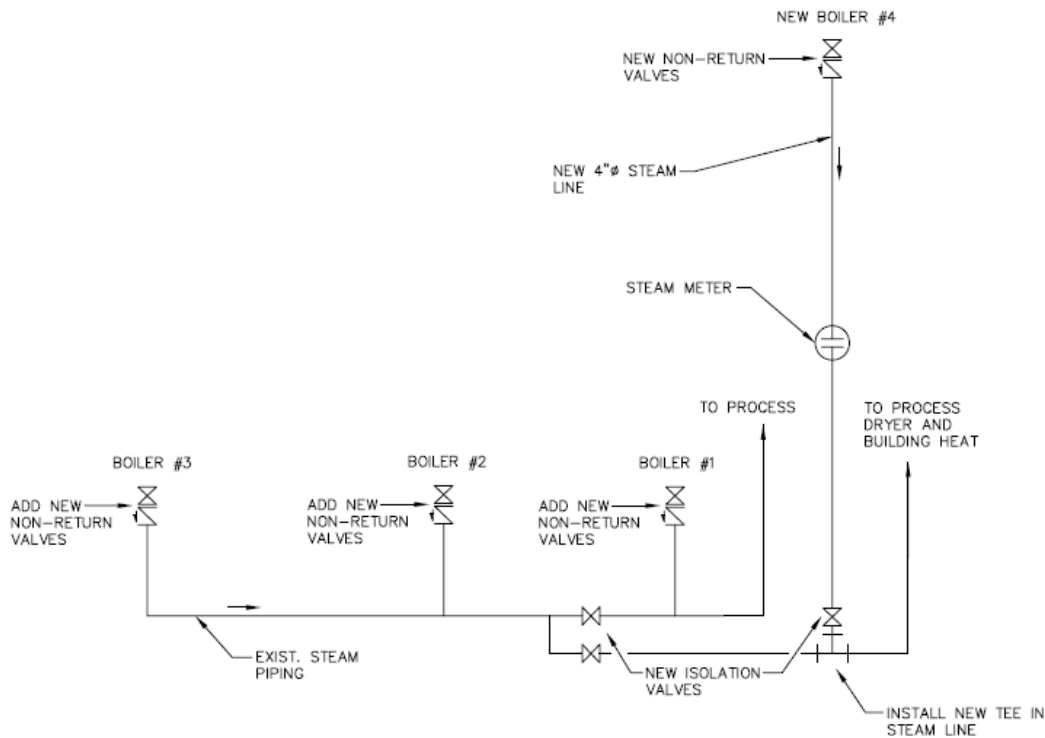 NEW BOILER #4
NEW NON-RETURN
VALVES
NEW 4"ø STEAM
LINE
STEAM METER
TO PROCESS
TO PROCESS
DRYER AND
BUILDING HEAT
BOILER #3
BOILER #2
BOILER #1
ADD NEW
NON-RETURN
VALVES
ADD NEW
NON-RETURN
VALVES
ADD NEW
NON-RETURN
VALVES
EXIST. STEAM
PIPING
NEW ISOLATION
VALVES
INSTALL NEW TEE IN
STEAM LINE